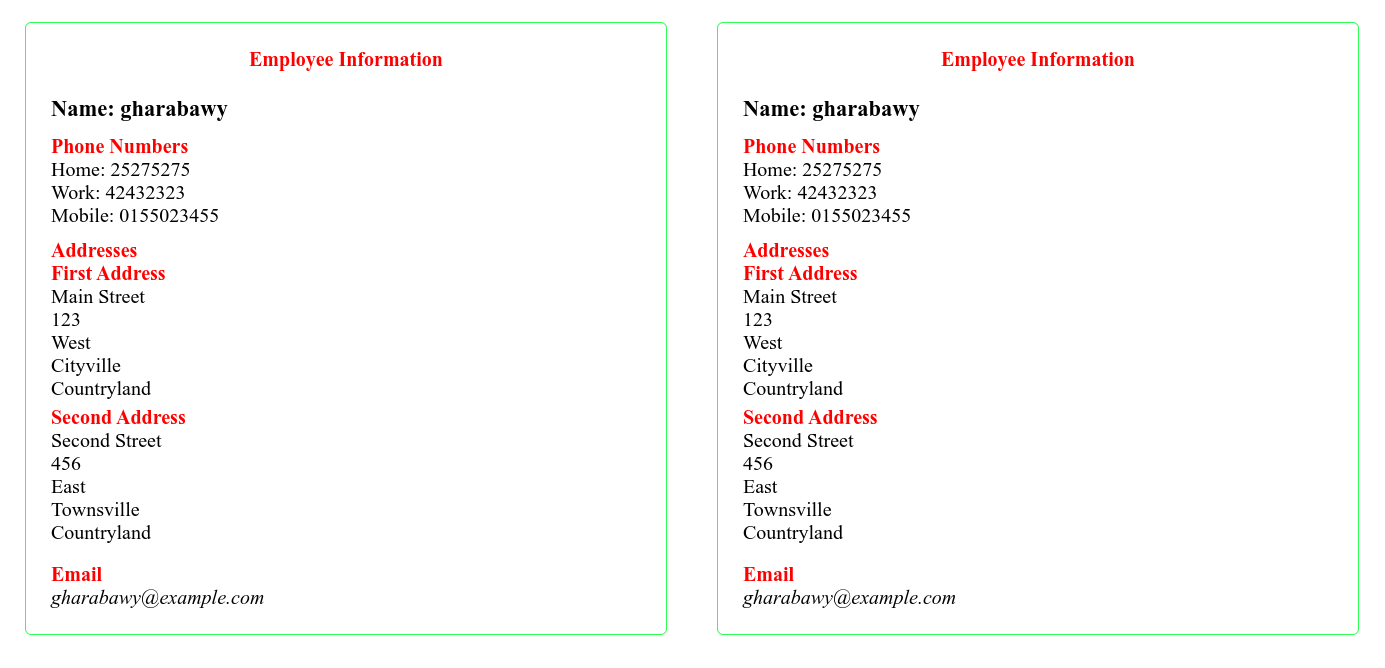 Employee Information
Name: gharabawy
Phone Numbers
Home: 25275275
Work: 42432323
Mobile: 0155023455
Addresses
First Address
Main Street
123
West
Cityville
Countryland
Second Address
Second Street
456
East
Townsville
Countryland
Email
gharabawy@example.com
Employee Information
Name: gharabawy
Phone Numbers
Home: 25275275
Work: 42432323
Mobile: 0155023455
Addresses
First Address
Main Street
123
West
Cityville
Countryland
Second Address
Second Street
456
East
Townsville
Countryland
Email
gharabawy@example.com